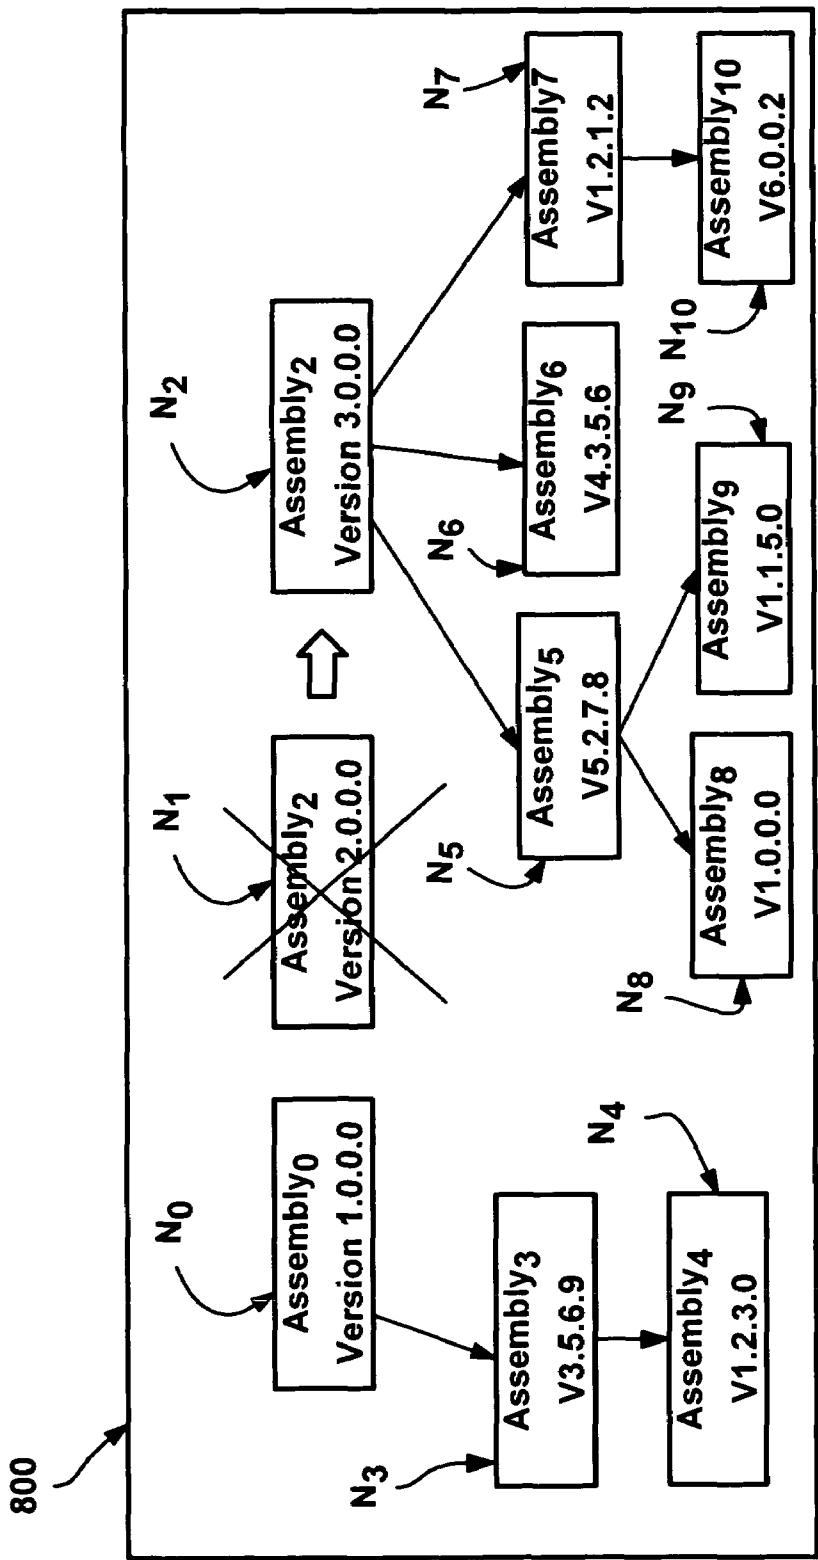 800
N0
N1
N2
Assembly0
Version 1.0.0.0
Assembly2
Version 2.0.0.0
Assembly2
Version 3.0.0.0
N3
Assembly3
V3.5.6.9
N5
Assembly5
V5.2.7.8
N6
Assembly6
V4.3.5.6
N7
Assembly7
V1.2.1.2
N4
Assembly4
V1.2.3.0
N8
Assembly8
V1.0.0.0
N9
Assembly9
V1.1.5.0
N10
Assembly10
V6.0.0.2